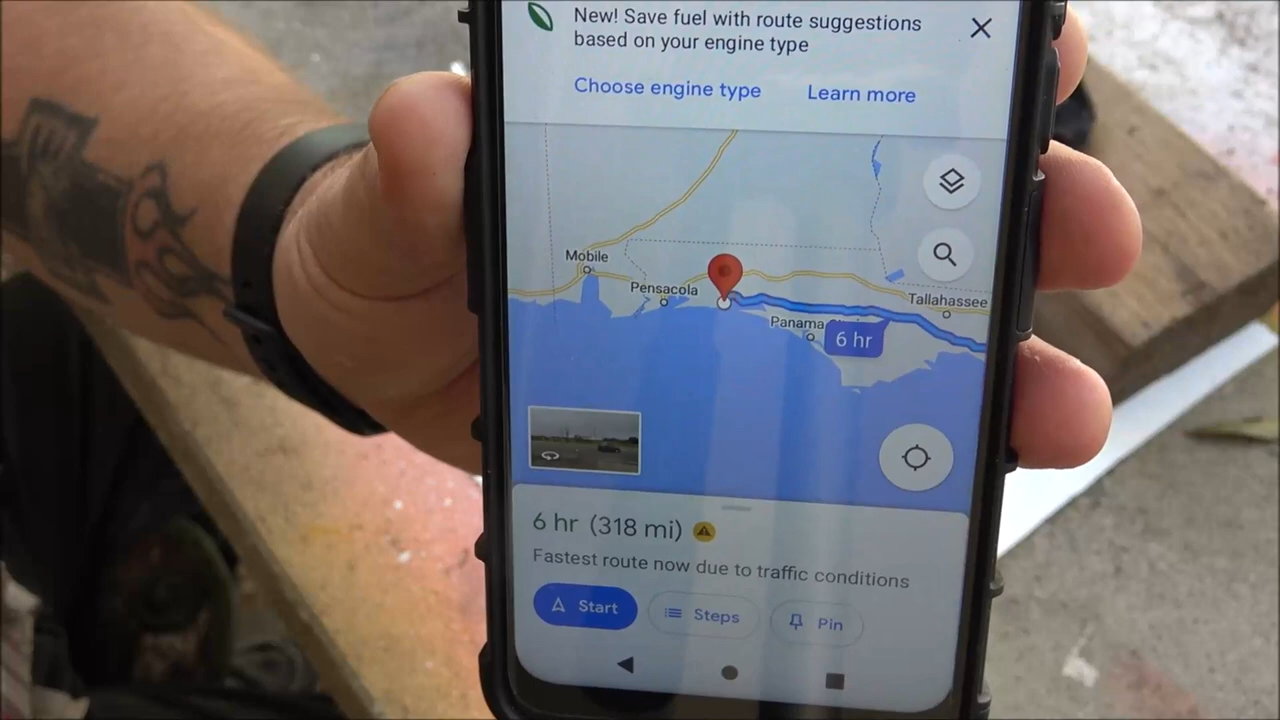 New! Save fuel with route suggestions
based on your engine type
Choose engine type Learn more
Mobile
Pensacola
Tallahassee
Panama
6 hr
6 hr (318 mi)
Fastest route now due to traffic conditions
Start Steps Pin